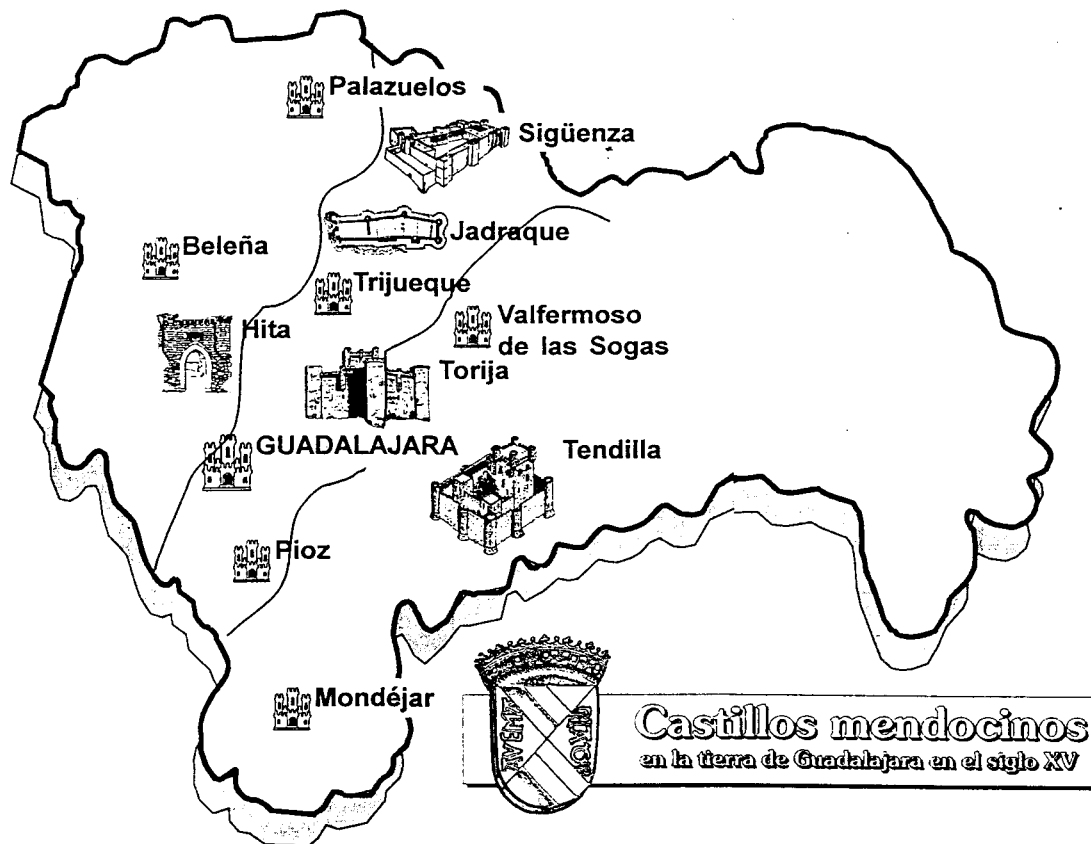 Palazuelos
Sigüenza
Jadraque
Beleña
Trijueque
Hita
Valfermoso
de las Sogas
Torija
GUADALAJARA
Tendilla
Pioz
Mondéjar
Castillos mendocinos
en la tierra de Guadalajara en el siglo XV